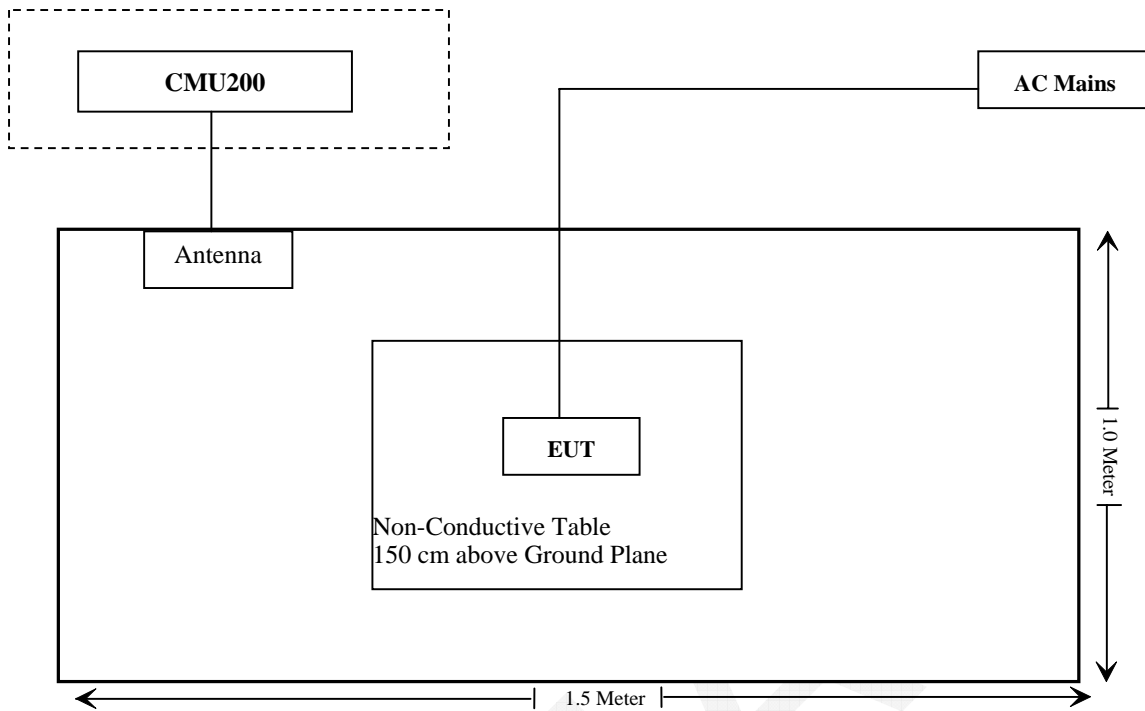 CMU200
AC Mains
Antenna
EUT
Non-Conductive Table
150 cm above Ground Plane
1.0 Meter
1.5 Meter